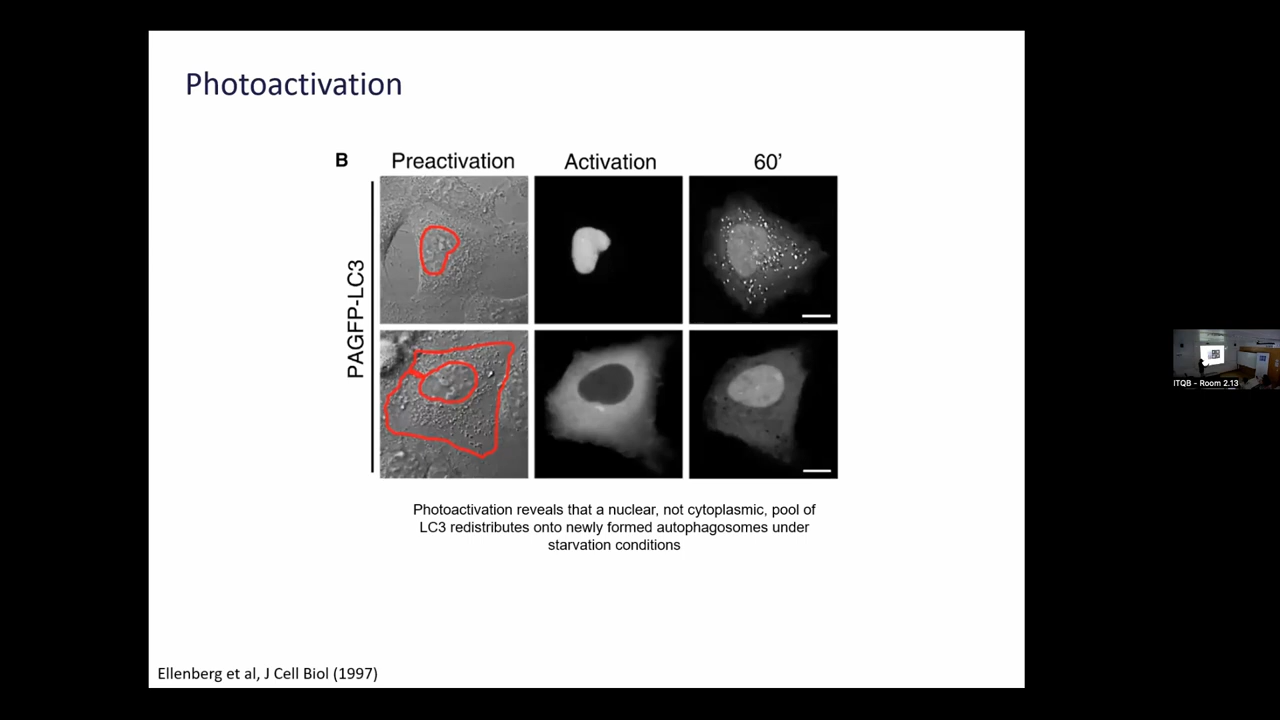 Photoactivation
B
Preactivation
Activation
60’
PAGFP-LC3
Photoactivation reveals that a nuclear, not cytoplasmic, pool of
LC3 redistributes onto newly formed autophagosomes under
starvation conditions
Ellenberg et al, J Cell Biol (1997)
ITQB - Room 2.13